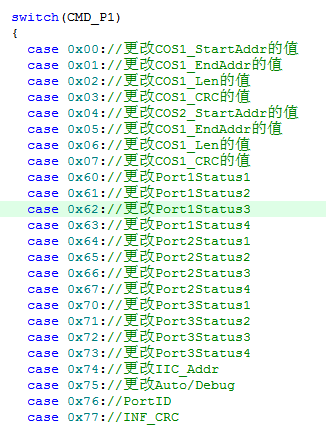 switch(CMD_P1)
{
case 0x00://更改COS1_StartAddr的值
case 0x01://更改COS1_EndAddr的值
case 0x02://更改COS1_Len的值
case 0x03://更改COS1_CRC的值
case 0x04://更改COS2_StartAddr的值
case 0x05://更改COS1_EndAddr的值
case 0x06://更改COS1_Len的值
case 0x07://更改COS1_CRC的值
case 0x60://更改Port1Status1
case 0x61://更改Port1Status2
case 0x62://更改Port1Status3
case 0x63://更改Port1Status4
case 0x64://更改Port2Status1
case 0x65://更改Port2Status2
case 0x66://更改Port2Status3
case 0x67://更改Port2Status4
case 0x70://更改Port3Status1
case 0x71://更改Port3Status2
case 0x72://更改Port3Status3
case 0x73://更改Port3Status4
case 0x74://更改IIC_Addr
case 0x75://更改Auto/Debug
case 0x76://PortID
case 0x77://INF_CRC